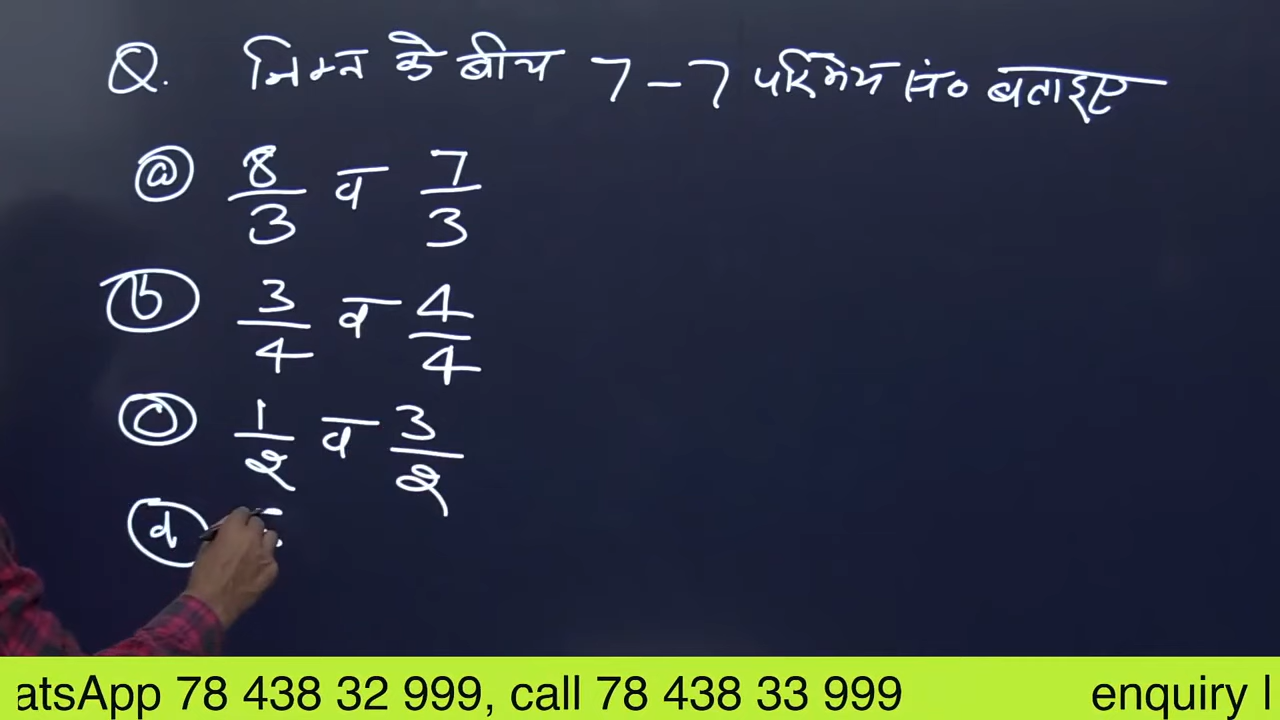 Q. निम्न के बीच 7-7 परिमेय सं० बताइए
(a) 8/3 व 7/3
(b) 3/4 व 4/4
(c) 1/2 व 3/2
(d)
atsApp 78 438 32 999, call 78 438 33 999 enquiry l